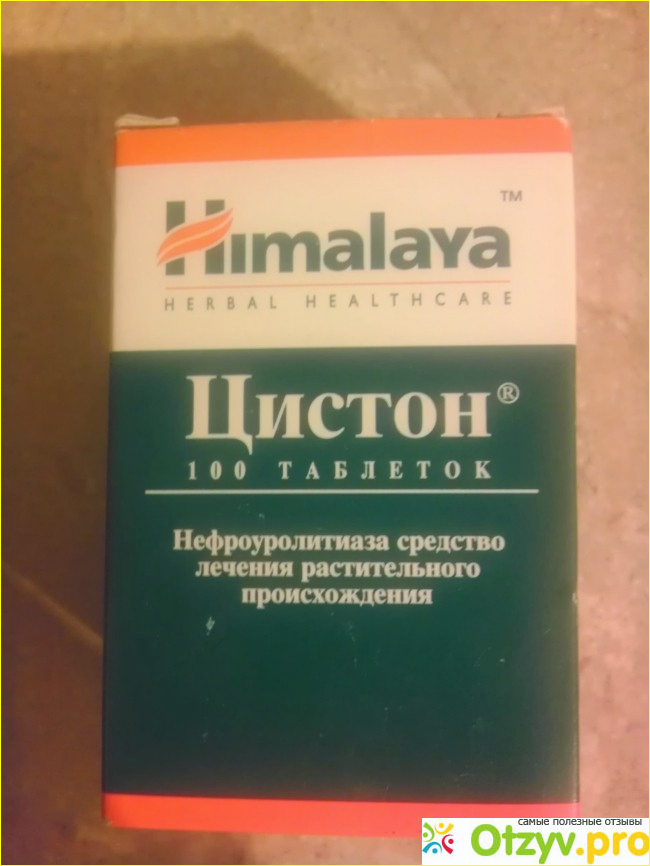 Himalaya™
HERBAL HEALTHCARE
Цистон®
100 ТАБЛЕТОК
Нефроуролитиаза средство
лечения растительного
происхождения
самые полезные отзывы
Otzyv.pro